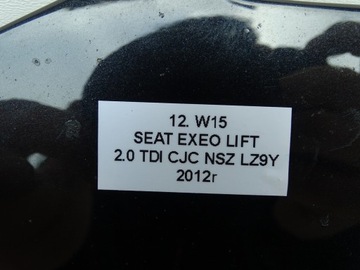 12. W15
SEAT EXEO LIFT
2.0 TDI CJC NSZ LZ9Y
2012r